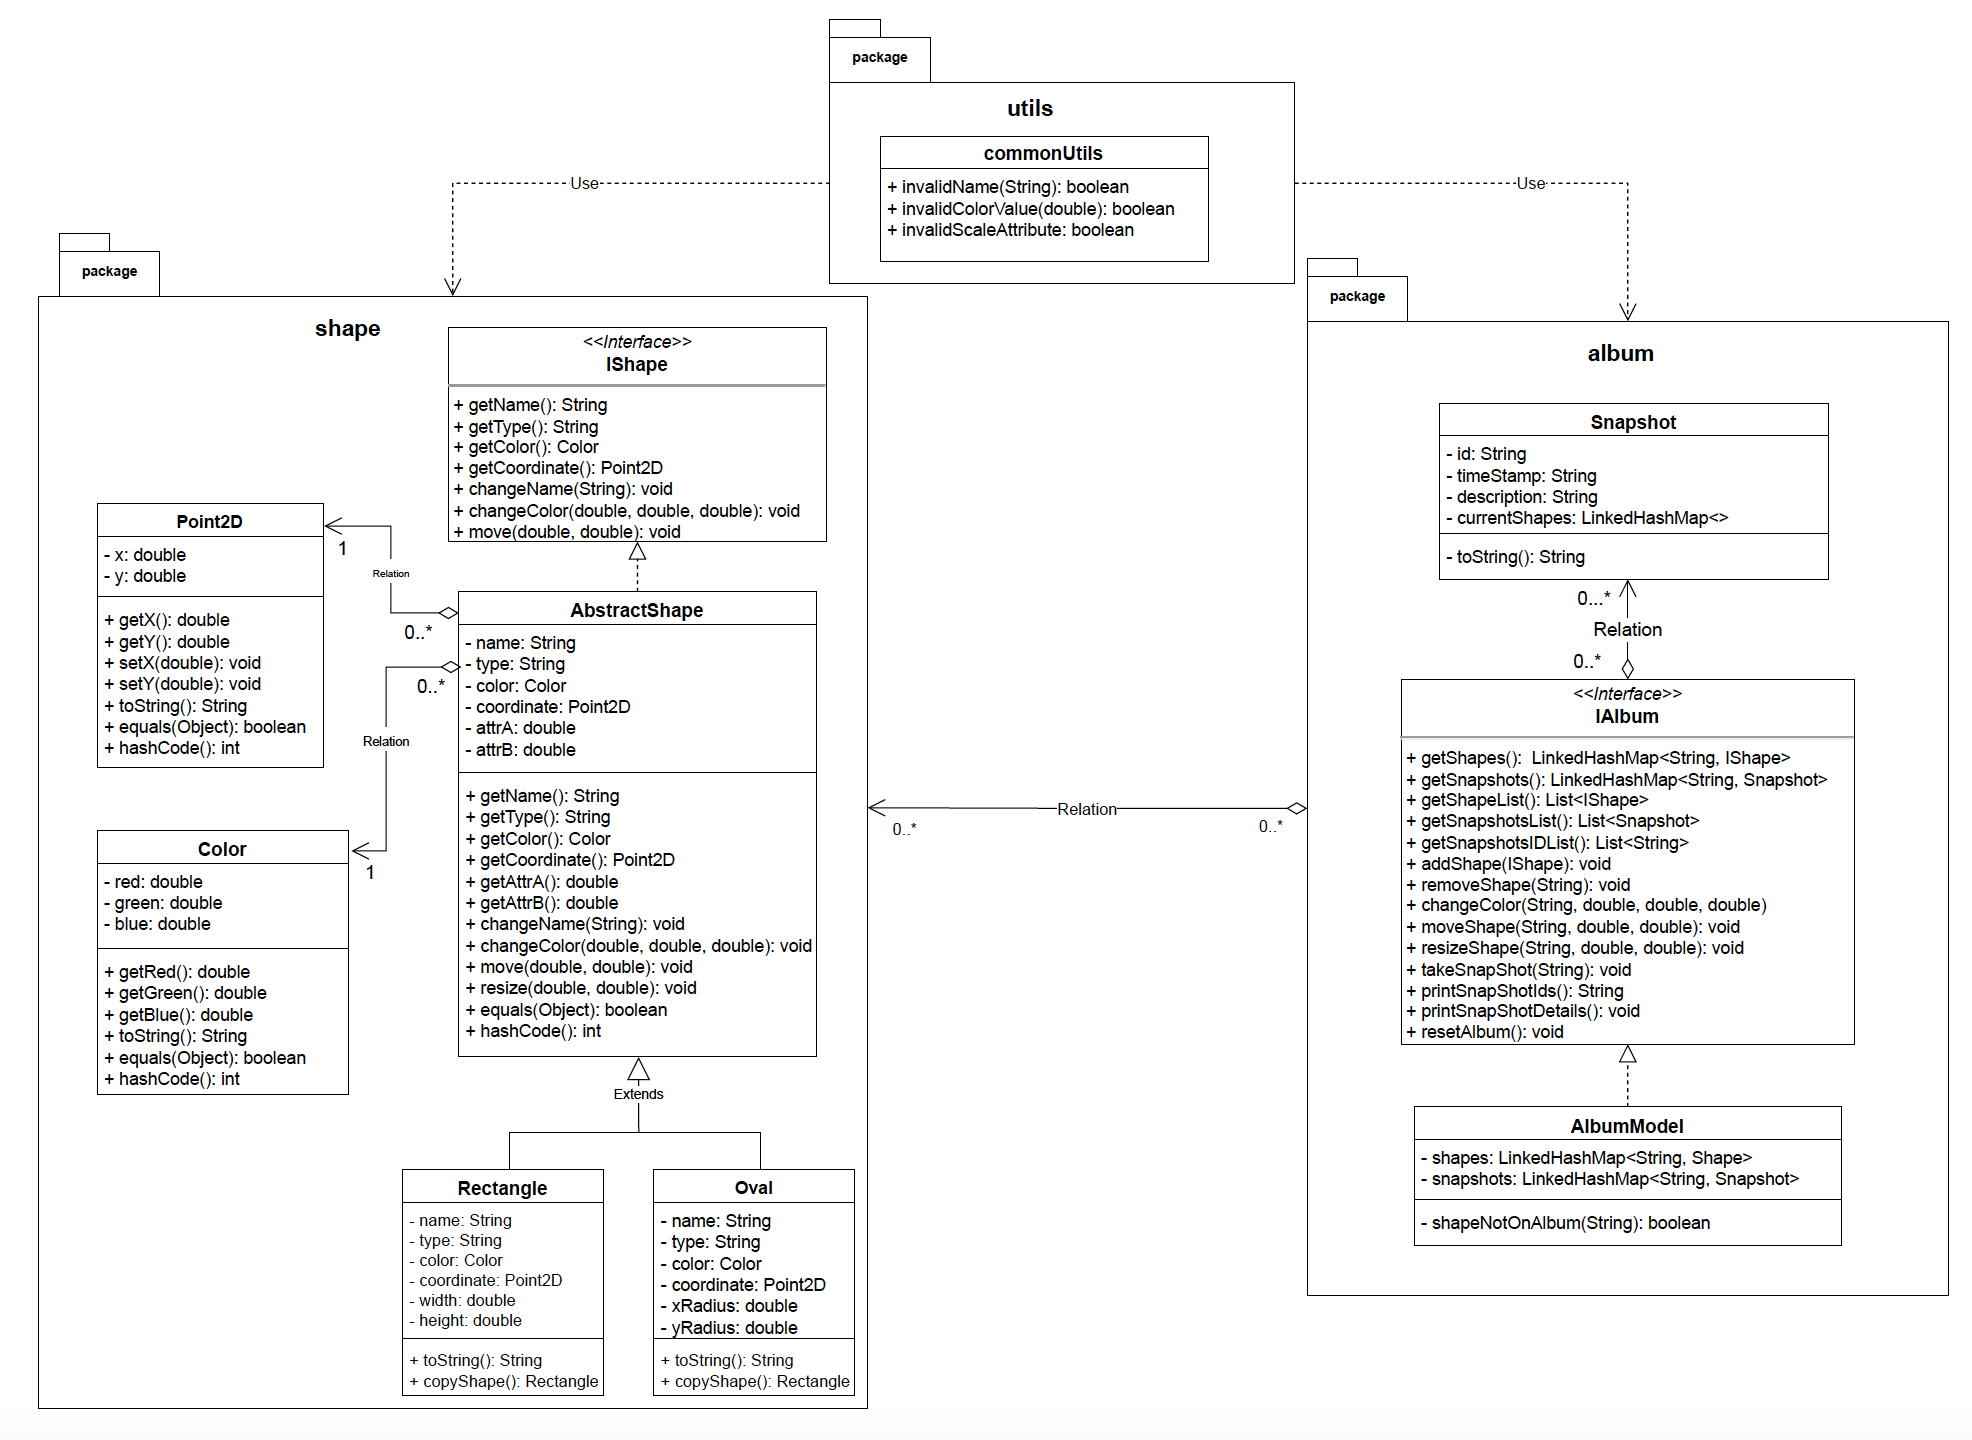 package
utils
commonUtils
+ invalidName(String): boolean
+ invalidColorValue(double): boolean
+ invalidScaleAttribute: boolean
Use
Use
package
shape
<<Interface>>
IShape
+ getName(): String
+ getType(): String
+ getColor(): Color
+ getCoordinate(): Point2D
+ changeName(String): void
+ changeColor(double, double, double): void
+ move(double, double): void
Point2D
- x: double
- y: double
+ getX(): double
+ getY(): double
+ setX(double): void
+ setY(double): void
+ toString(): String
+ equals(Object): boolean
+ hashCode(): int
1
Relation
0..*
0..*
Relation
1
AbstractShape
- name: String
- type: String
- color: Color
- coordinate: Point2D
- attrA: double
- attrB: double
+ getName(): String
+ getType(): String
+ getColor(): Color
+ getCoordinate(): Point2D
+ getAttrA(): double
+ getAttrB(): double
+ changeName(String): void
+ changeColor(double, double, double): void
+ move(double, double): void
+ resize(double, double): void
+ equals(Object): boolean
+ hashCode(): int
Color
- red: double
- green: double
- blue: double
+ getRed(): double
+ getGreen(): double
+ getBlue(): double
+ toString(): String
+ equals(Object): boolean
+ hashCode(): int
Extends
Rectangle
- name: String
- type: String
- color: Color
- coordinate: Point2D
- width: double
- height: double
+ toString(): String
+ copyShape(): Rectangle
Oval
- name: String
- type: String
- color: Color
- coordinate: Point2D
- xRadius: double
- yRadius: double
+ toString(): String
+ copyShape(): Rectangle
Relation
0..*
0..*
package
album
Snapshot
- id: String
- timeStamp: String
- description: String
- currentShapes: LinkedHashMap<>
- toString(): String
0...*
Relation
0..*
<<Interface>>
IAlbum
+ getShapes():  LinkedHashMap<String, IShape>
+ getSnapshots(): LinkedHashMap<String, Snapshot>
+ getShapeList(): List<IShape>
+ getSnapshotsList(): List<Snapshot>
+ getSnapshotsIDList(): List<String>
+ addShape(IShape): void
+ removeShape(String): void
+ changeColor(String, double, double, double)
+ moveShape(String, double, double): void
+ resizeShape(String, double, double): void
+ takeSnapShot(String): void
+ printSnapShotIds(): String
+ printSnapShotDetails(): void
+ resetAlbum(): void
AlbumModel
- shapes: LinkedHashMap<String, Shape>
- snapshots: LinkedHashMap<String, Snapshot>
- shapeNotOnAlbum(String): boolean